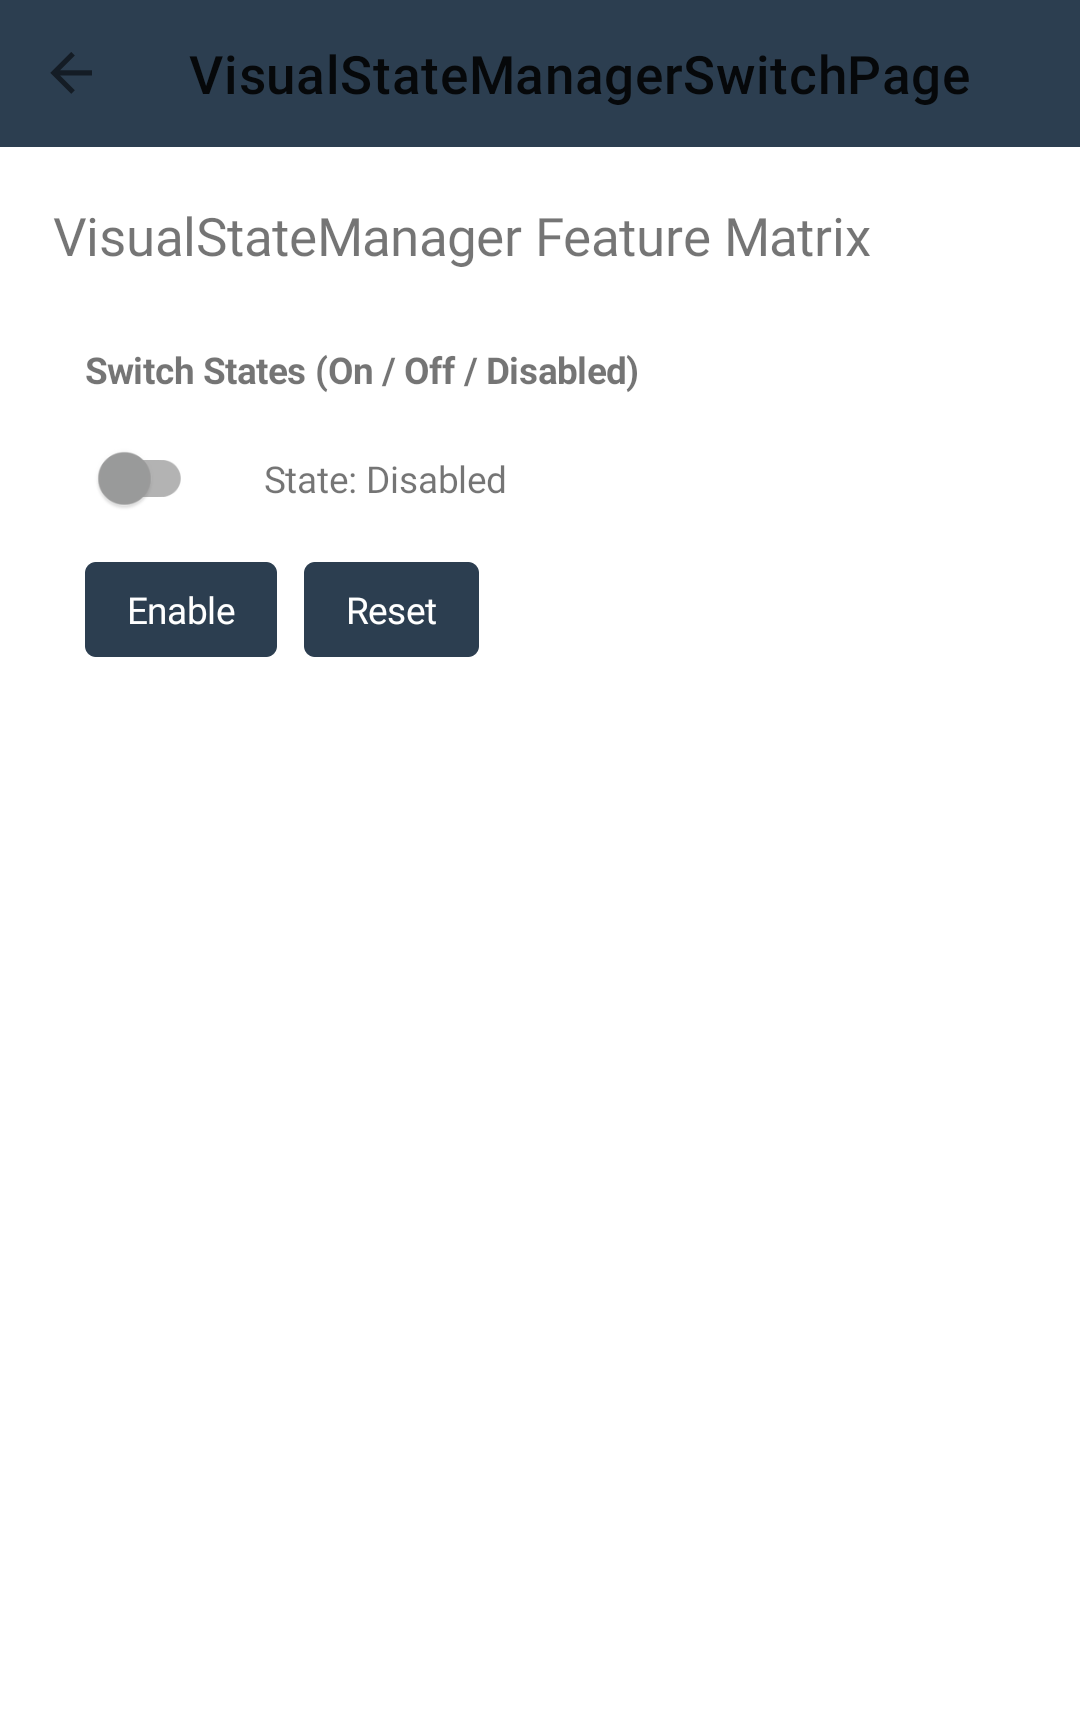 VisualStateManagerSwitchPage
VisualStateManager Feature Matrix
Switch States (On / Off / Disabled)
State: Disabled
Enable
Reset